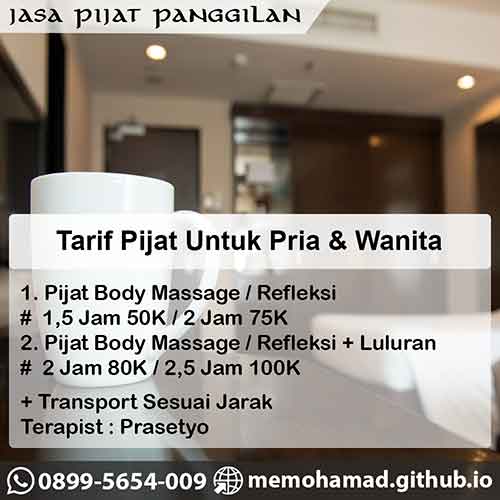 JASA PIJAT PANGGILAN
Tarif Pijat Untuk Pria & Wanita
1. Pijat Body Massage / Refleksi
# 1,5 Jam 50K / 2 Jam 75K
2. Pijat Body Massage / Refleksi + Luluran
# 2 Jam 80K / 2,5 Jam 100K
+ Transport Sesuai Jarak
Terapist : Prasetyo
0899-5654-009 memohamad.github.io